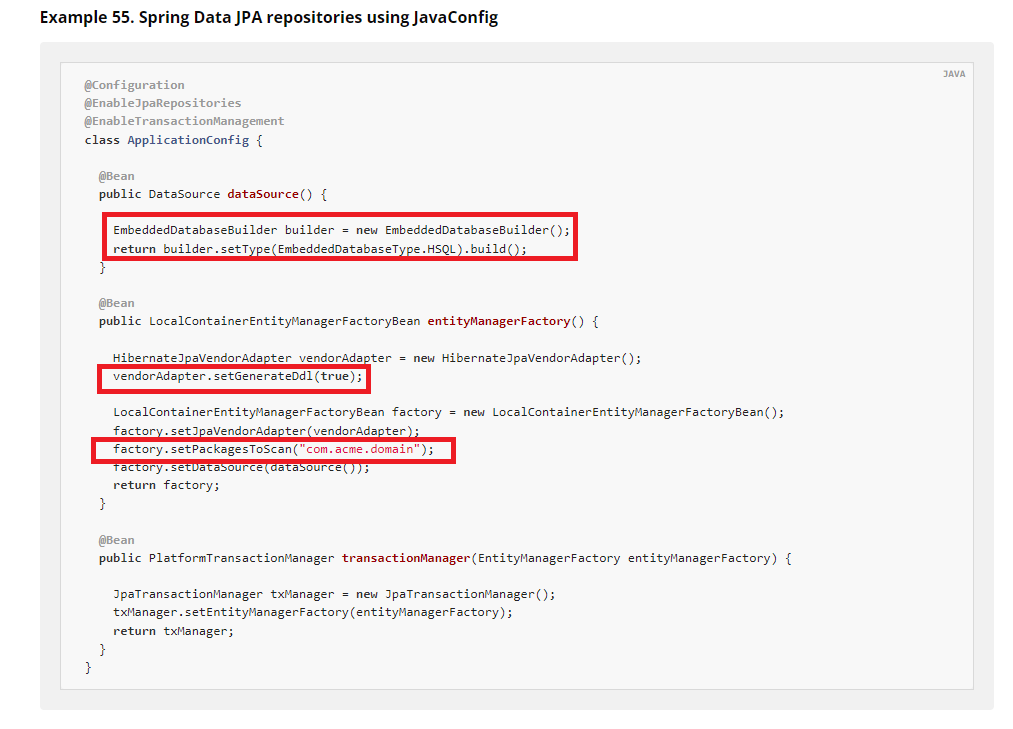 Example 55. Spring Data JPA repositories using JavaConfig
JAVA
@Configuration
@EnableJpaRepositories
@EnableTransactionManagement
class ApplicationConfig {
@Bean
public DataSource dataSource() {
EmbeddedDatabaseBuilder builder = new EmbeddedDatabaseBuilder();
return builder.setType(EmbeddedDatabaseType.HSQL).build();
}
@Bean
public LocalContainerEntityManagerFactoryBean entityManagerFactory() {
HibernateJpaVendorAdapter vendorAdapter = new HibernateJpaVendorAdapter();
vendorAdapter.setGenerateDdl(true);
LocalContainerEntityManagerFactoryBean factory = new LocalContainerEntityManagerFactoryBean();
factory.setJpaVendorAdapter(vendorAdapter);
factory.setPackagesToScan("com.acme.domain");
factory.setDataSource(dataSource());
return factory;
}
@Bean
public PlatformTransactionManager transactionManager(EntityManagerFactory entityManagerFactory) {
JpaTransactionManager txManager = new JpaTransactionManager();
txManager.setEntityManagerFactory(entityManagerFactory);
return txManager;
}
}